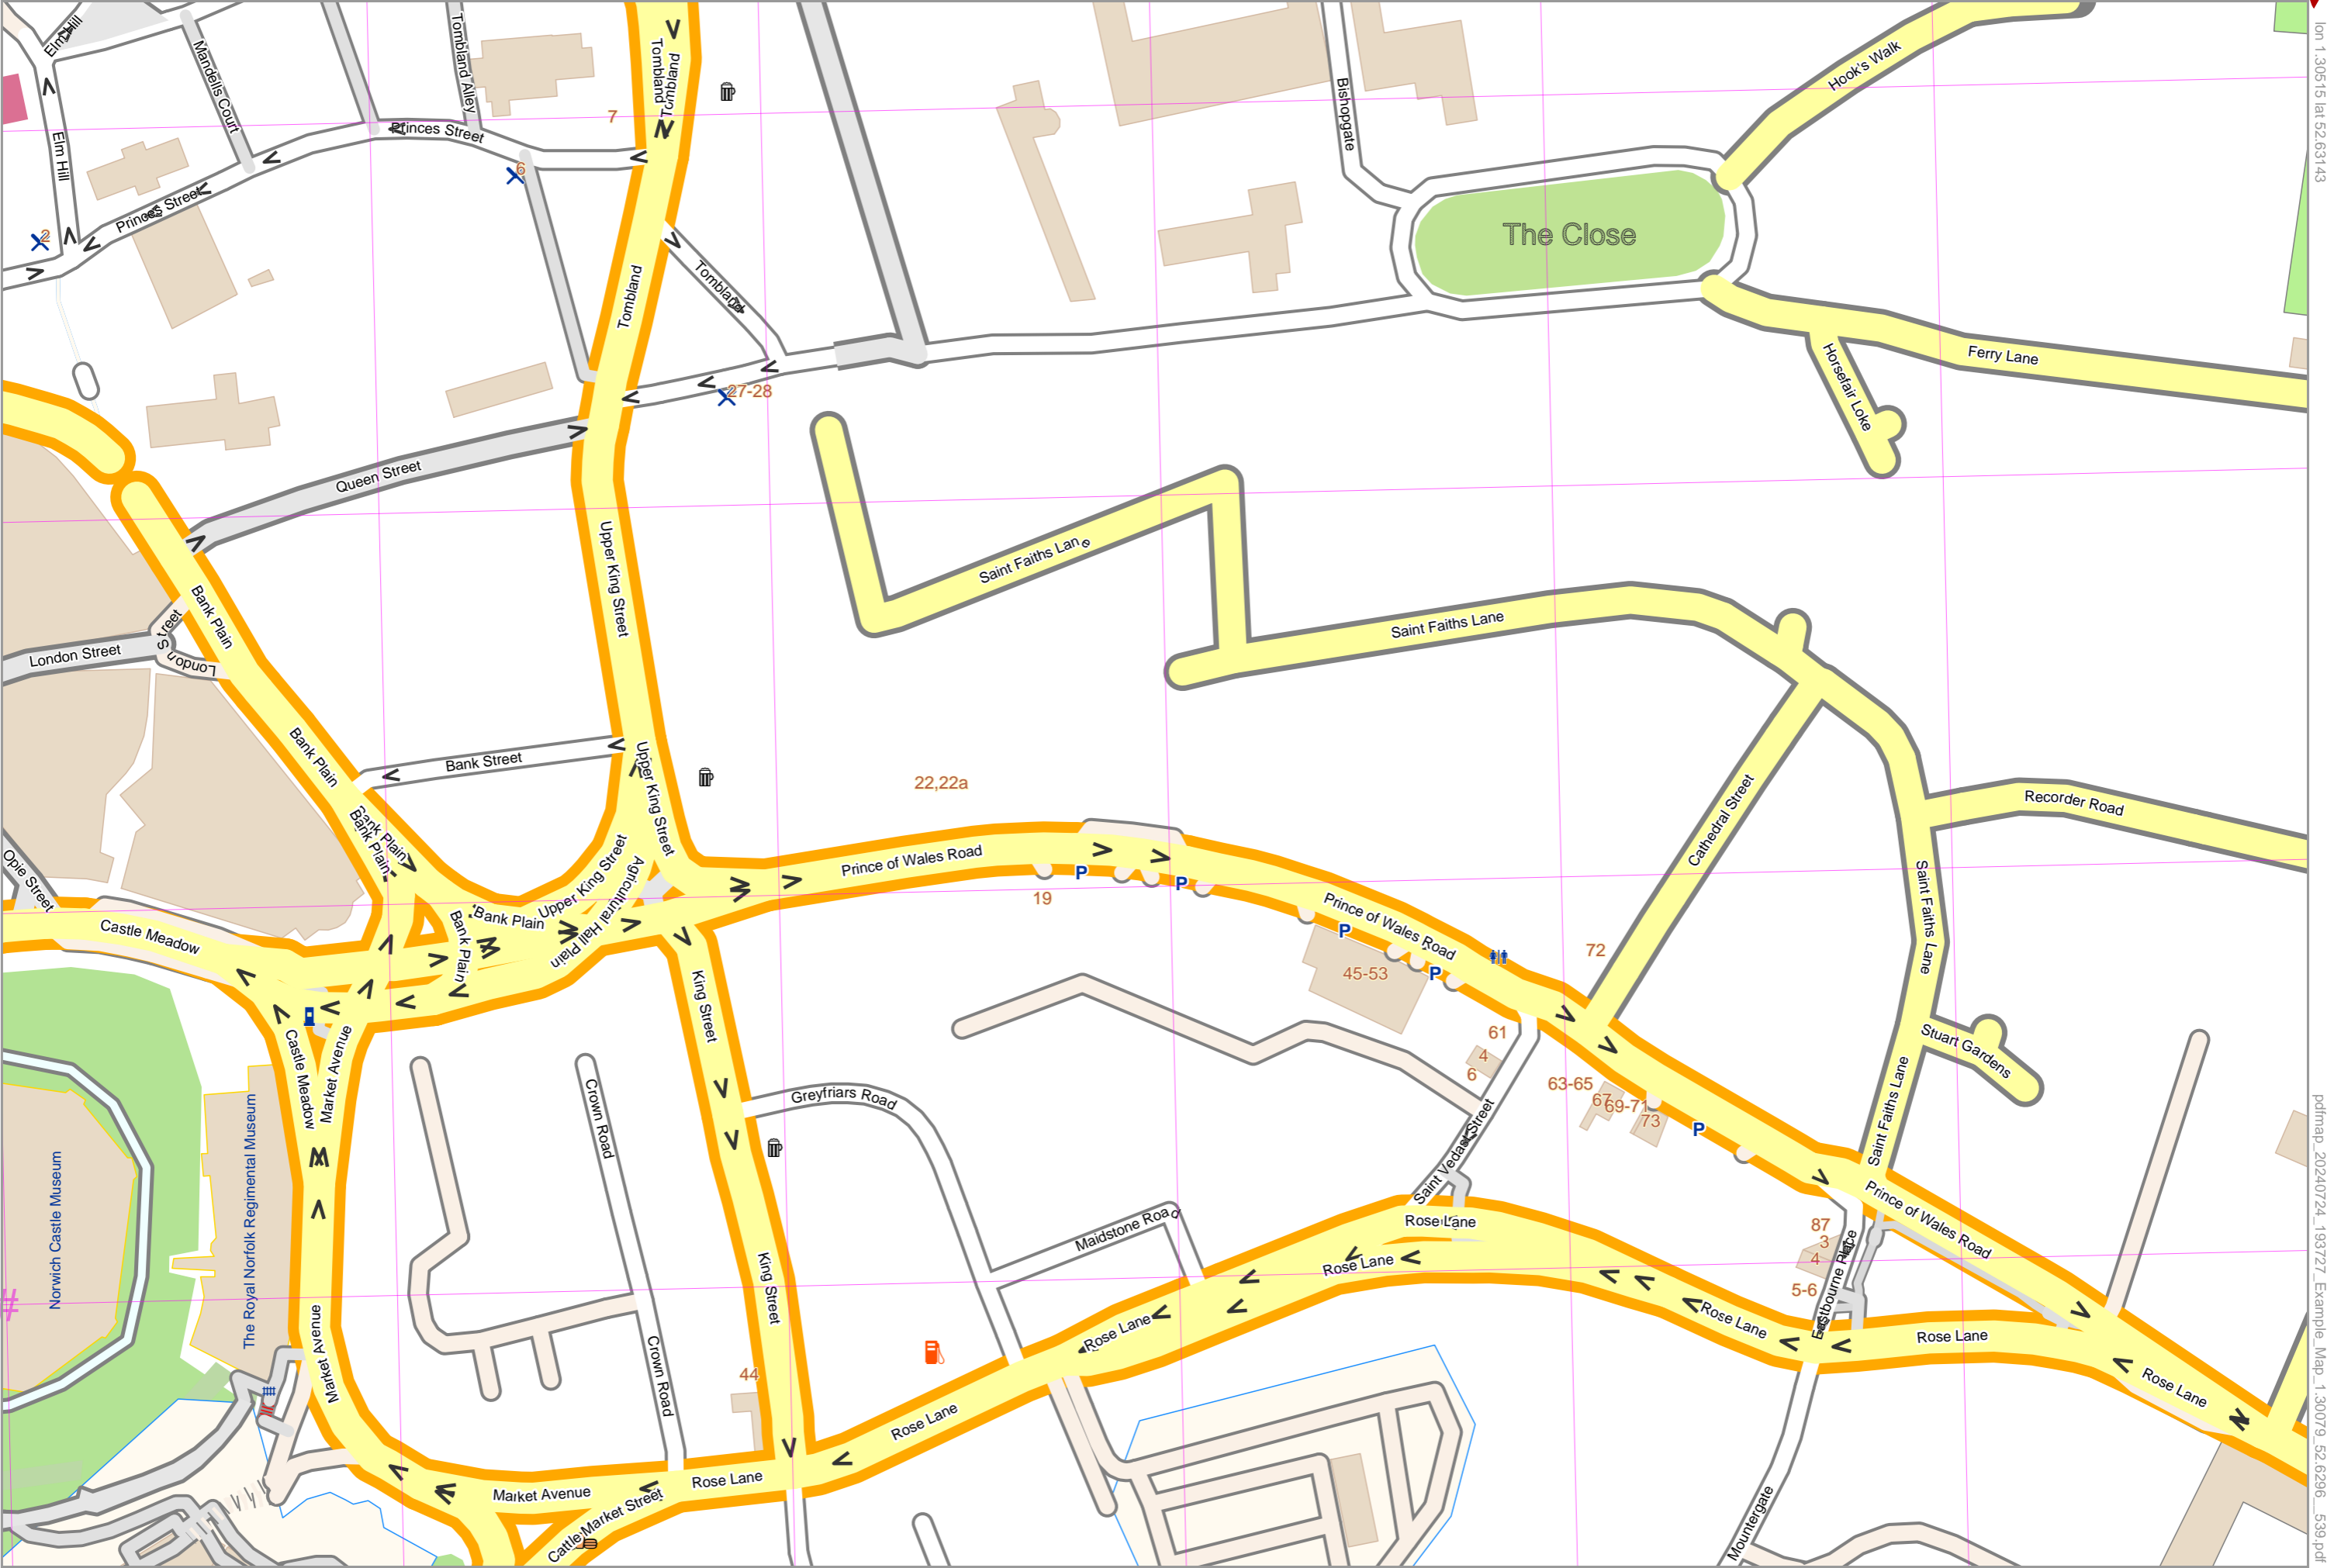 Elm Hill
Mandells Court
Tombland Alley
Tombland
Tombland
7
Princes Street
Elm Hill
6
Princes Street
2
Bishopgate
Hook's Walk
The Close
Tombland
Tombland
27-28
Ferry Lane
Horsefair Loke
Queen Street
Saint Faiths Lane
Upper King Street
Bank Plain
London Street
London Street
Saint Faiths Lane
Bank Plain
Bank Street
Upper King Street
22,22a
Cathedral Street
Recorder Road
Bank Plain
Bank Plain
Opie Street
Prince of Wales Road
Upper King Street
Agricultural Hall Plain
P
P
19
Prince of Wales Road
Saint Faiths Lane
Castle Meadow
Bank Plain
Bank Plain
P
45-53
P
72
King Street
61
4
6
Stuart Gardens
Castle Meadow
Market Avenue
Crown Road
Greyfriars Road
63-65
67
69-71
73
P
Saint Faiths Lane
Norwich Castle Museum
The Royal Norfolk Regimental Museum
Saint Vedast Street
Maidstone Road
Rose Lane
Prince of Wales Road
87
3
4
5-6
Eastbourne Place
King Street
Rose Lane
Rose Lane
Rose Lane
Rose Lane
Rose Lane
#
Market Avenue
Crown Road
44
Rose Lane
Rose Lane
Market Avenue
Cattle Market Street
Mountergate
lon 1.30515 lat 52.63143
pdfmap_20240724_193727_Example_Map_1.30079_52.6296__539.pdf